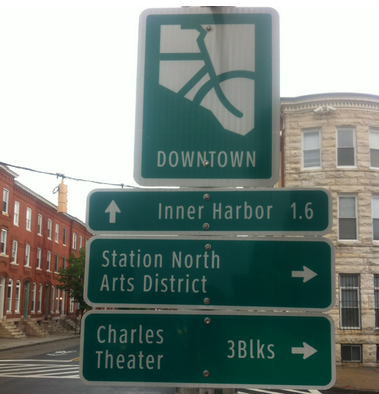 DOWNTOWN
Inner Harbor 1.6
Station North
Arts District
Charles
Theater
3Blks